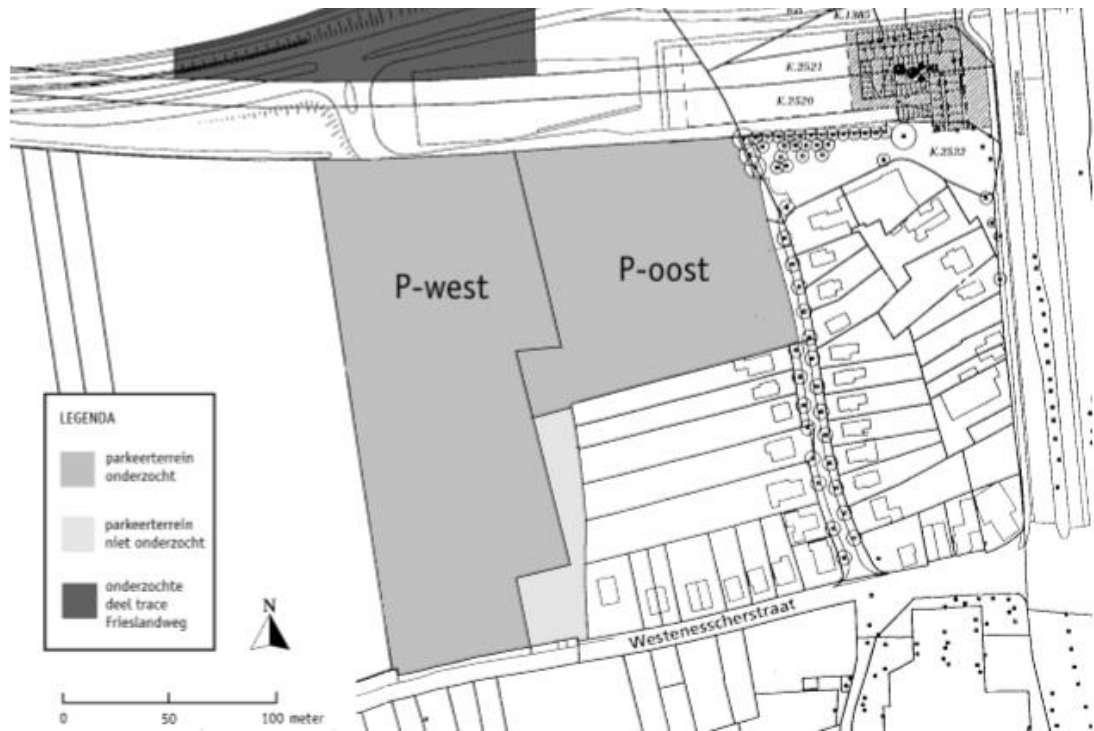 K.1385
K.2521
K.2520
K.2522
P-west
P-oost
LEGENDA
parkeerterrein
onderzocht
parkeerterrein
niet onderzocht
onderzochte
deel trace
Frieslandweg
N
Westenesscherstraat
0 50 100 meter